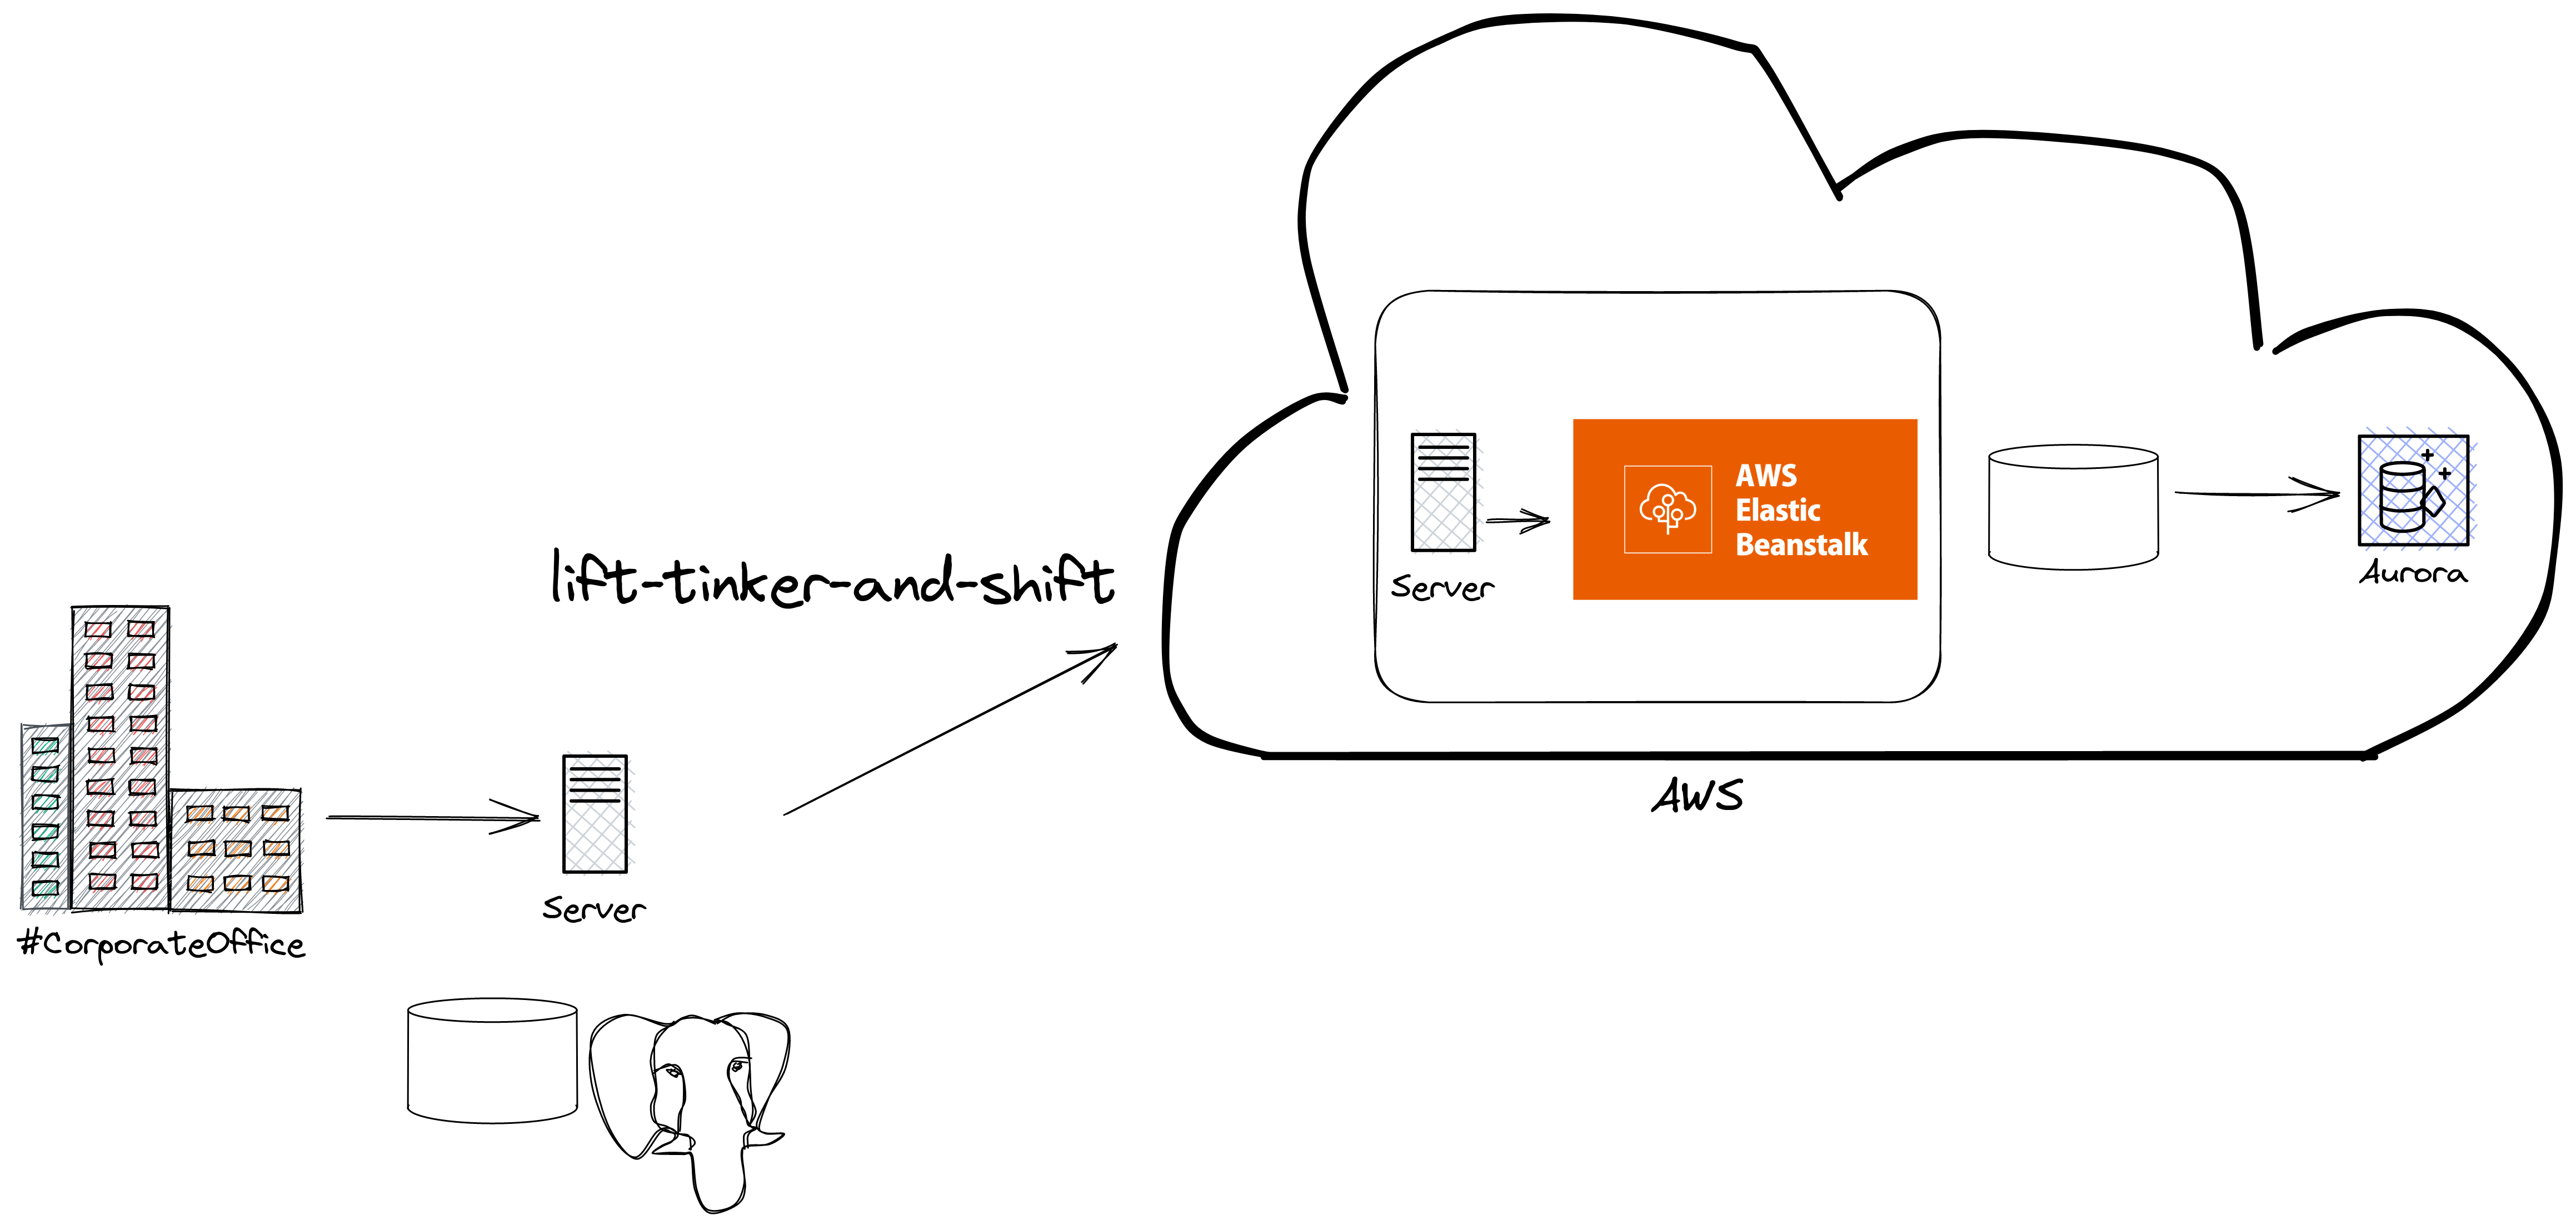 lift-tinker-and-shift
#CorporateOffice
Server
Server
AWS
Elastic
Beanstalk
Aurora
AWS